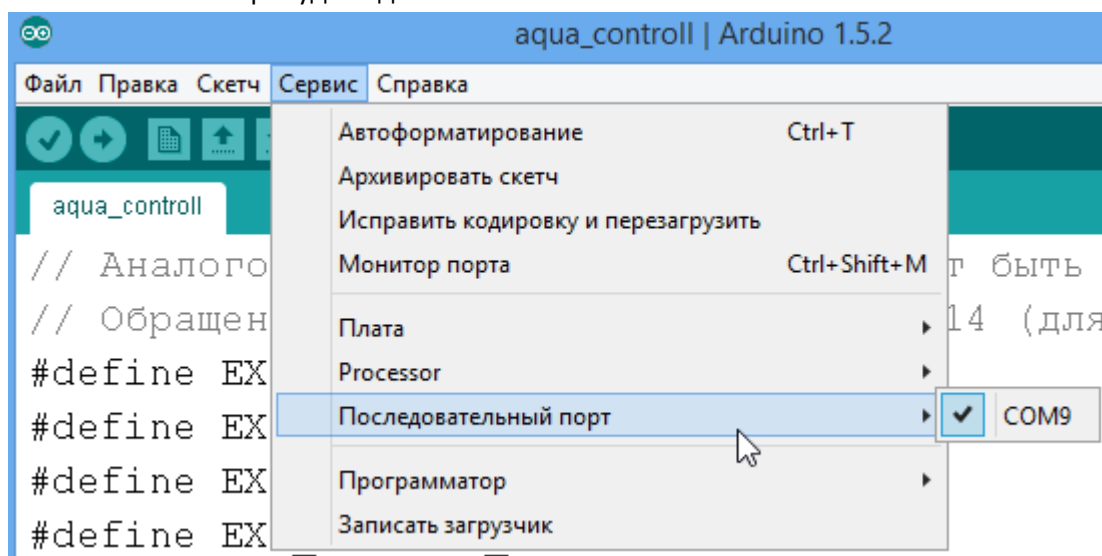 aqua_controll | Arduino 1.5.2
Файл Правка Скетч Сервис Справка
Автоформатирование Ctrl+T
Архивировать скетч
aqua_controll
Исправить кодировку и перезагрузить
// Аналого Монитор порта Ctrl+Shift+M т быть
// Обращен Плата 14 (для
#define EX Processor
#define EX Последовательный порт COM9
#define EX Программатор
#define EX Записать загрузчик